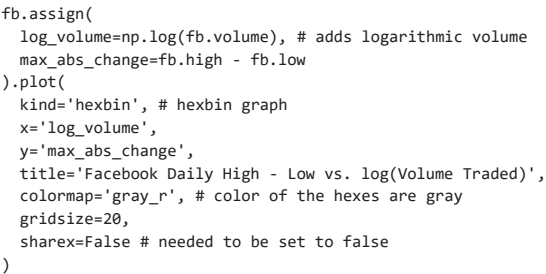 fb.assign(
  log_volume=np.log(fb.volume), # adds logarithmic volume
  max_abs_change=fb.high - fb.low
).plot(
  kind='hexbin', # hexbin graph
  x='log_volume',
  y='max_abs_change',
  title='Facebook Daily High - Low vs. log(Volume Traded)',
  colormap='gray_r', # color of the hexes are gray
  gridsize=20,
  sharex=False # needed to be set to false
)